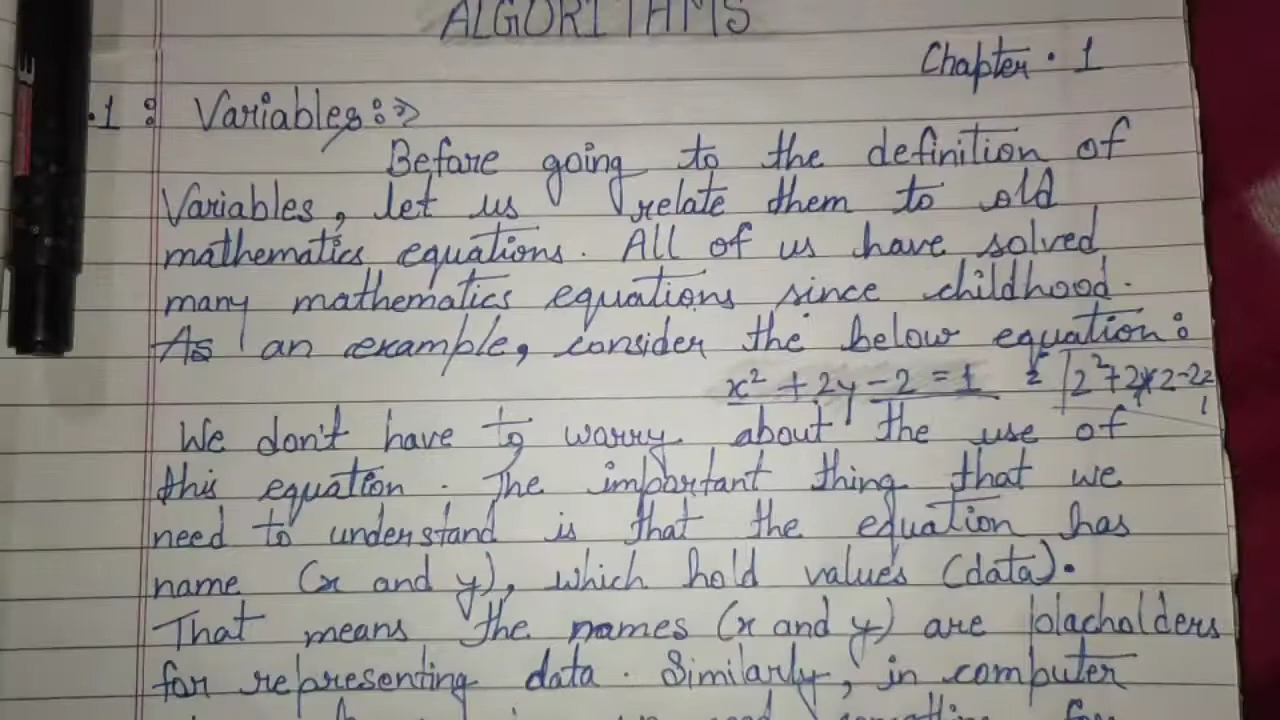 ALGORITHMS
Chapter . 1
.1 : Variables :⇒
Before going to the definition of
Variables, let us relate them to old
mathematics equations. All of us have solved
many mathematics equations since childhood.
As an example, consider the below equation :
x² + 2y - 2 = 1
We don't have to worry about the use of
this equation. The important thing that we
need to understand is that the equation has
name (x and y), which hold values (data).
That means the names (x and y) are placholders
for representing data. Similarly, in computer